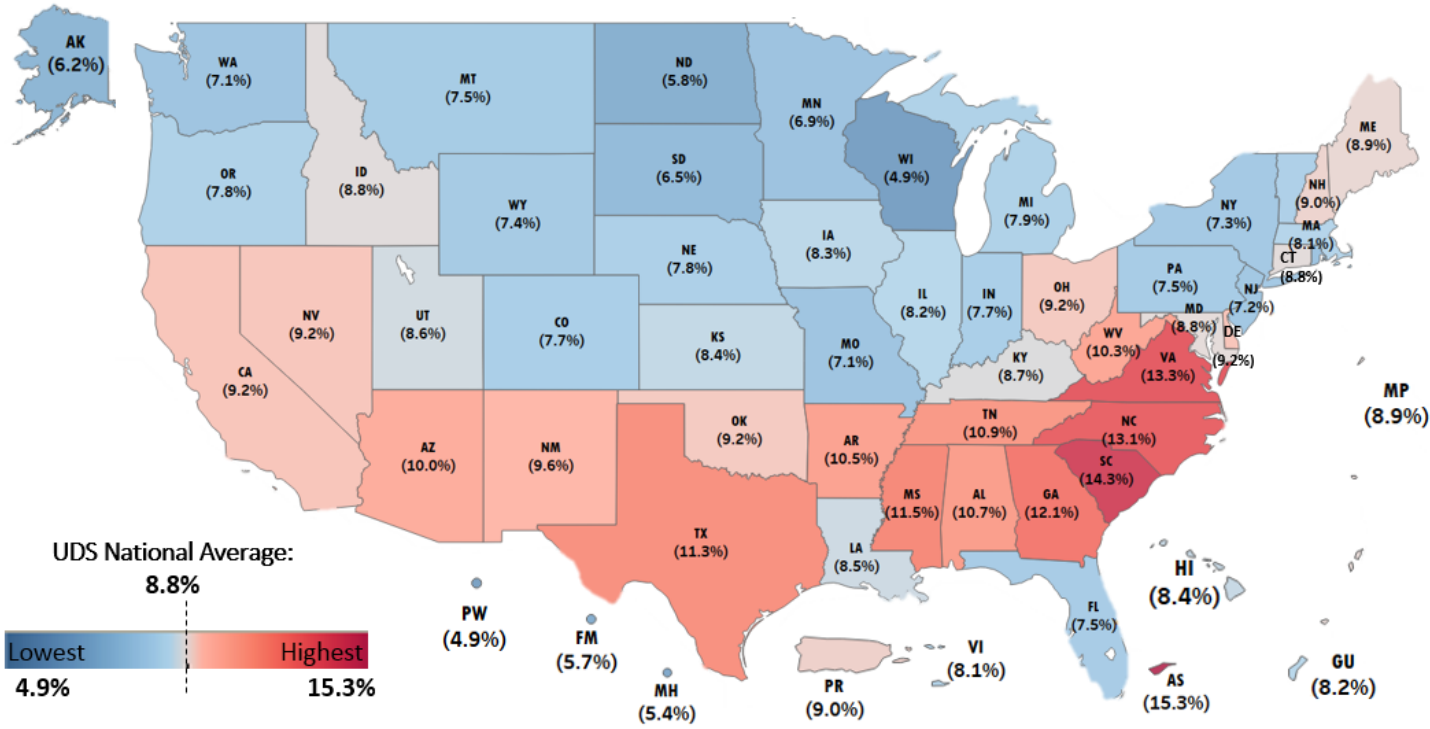 AK
(6.2%)
WA
(7.1%)
MT
(7.5%)
ND
(5.8%)
MN
(6.9%)
ME
(8.9%)
OR
(7.8%)
ID
(8.8%)
WY
(7.4%)
SD
(6.5%)
WI
(4.9%)
MI
(7.9%)
NY
(7.3%)
NH
(9.0%)
MA
(8.1%)
CT
(8.8%)
NV
(9.2%)
UT
(8.6%)
CO
(7.7%)
NE
(7.8%)
IA
(8.3%)
IL
(8.2%)
IN
(7.7%)
OH
(9.2%)
PA
(7.5%)
NJ
(7.2%)
MD
(8.8%)
DE
(9.2%)
CA
(9.2%)
KS
(8.4%)
MO
(7.1%)
KY
(8.7%)
WV
(10.3%)
VA
(13.3%)
MP
(8.9%)
AZ
(10.0%)
NM
(9.6%)
OK
(9.2%)
AR
(10.5%)
TN
(10.9%)
NC
(13.1%)
SC
(14.3%)
TX
(11.3%)
LA
(8.5%)
MS
(11.5%)
AL
(10.7%)
GA
(12.1%)
FL
(7.5%)
HI
(8.4%)
UDS National Average:
8.8%
Lowest
Highest
4.9%
15.3%
PW
(4.9%)
FM
(5.7%)
MH
(5.4%)
PR
(9.0%)
VI
(8.1%)
AS
(15.3%)
GU
(8.2%)